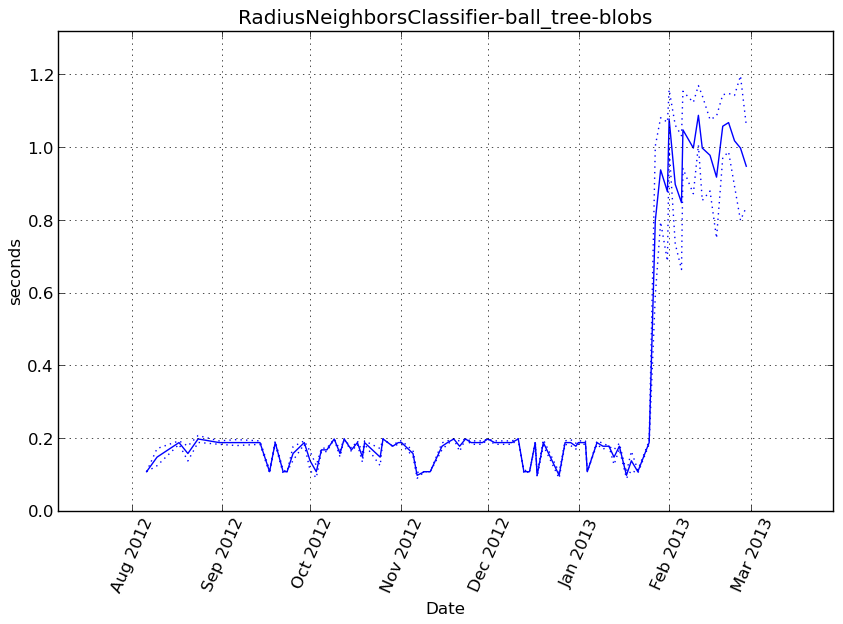 RadiusNeighborsClassifier-ball_tree-blobs
1.2
1.0
0.8
0.6
0.4
0.2
0.0
seconds
Aug 2012
Sep 2012
Oct 2012
Nov 2012
Dec 2012
Jan 2013
Feb 2013
Mar 2013
Date